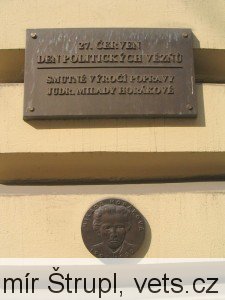 27. ČERVEN
DEN POLITICKÝCH VĚZŇŮ
SMUTNÉ VÝROČÍ POPRAVY
JUDR. MILADY HORÁKOVÉ
mír Štrupl, vets.cz